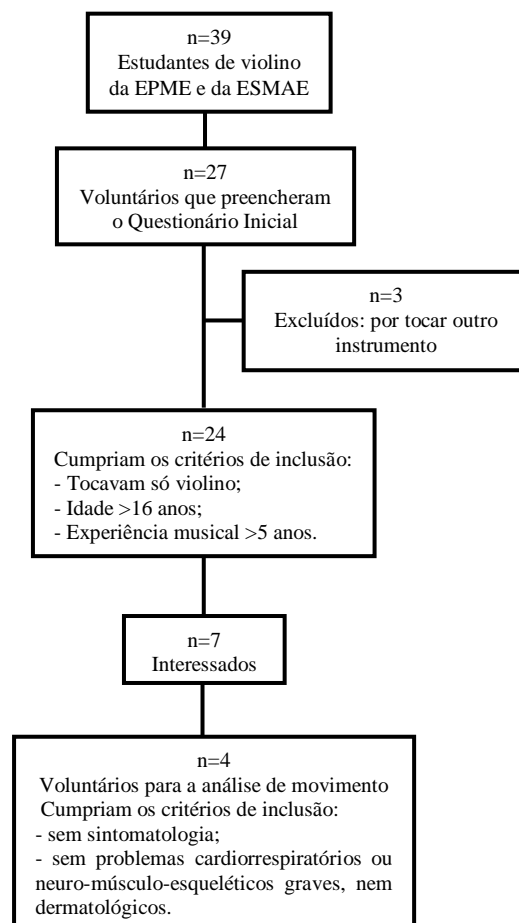 n=39
Estudantes de violino
da EPME e da ESMAE
n=27
Voluntários que preencheram
o Questionário Inicial
n=3
Excluídos: por tocar outro
instrumento
n=24
Cumpriam os critérios de inclusão:
- Tocavam só violino;
- Idade >16 anos;
- Experiência musical >5 anos.
n=7
Interessados
n=4
Voluntários para a análise de movimento
Cumpriam os critérios de inclusão:
- sem sintomatologia;
- sem problemas cardiorrespiratórios ou
neuro-músculo-esqueléticos graves, nem
dermatológicos.